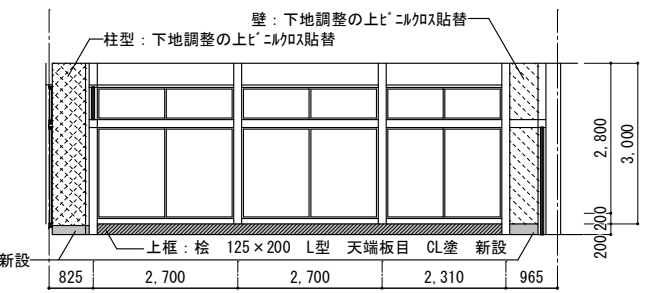 壁：下地調整の上ﾋﾞﾆﾙｸﾛｽ貼替
柱型：下地調整の上ﾋﾞﾆﾙｸﾛｽ貼替
2,800
3,000
200
200
上框：桧 125×200 L型 天端板目 CL塗 新設
新設
825 2,700 2,700 2,310 965